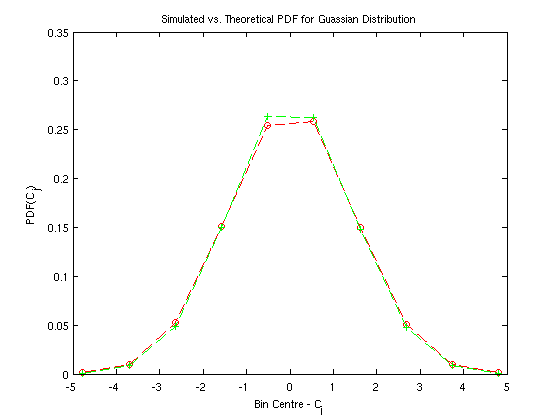 Simulated vs. Theoretical PDF for Guassian Distribution
0.35
0.3
0.25
0.2
0.15
0.1
0.05
0
PDF(C_i)
-5 -4 -3 -2 -1 0 1 2 3 4 5
Bin Centre - C_i